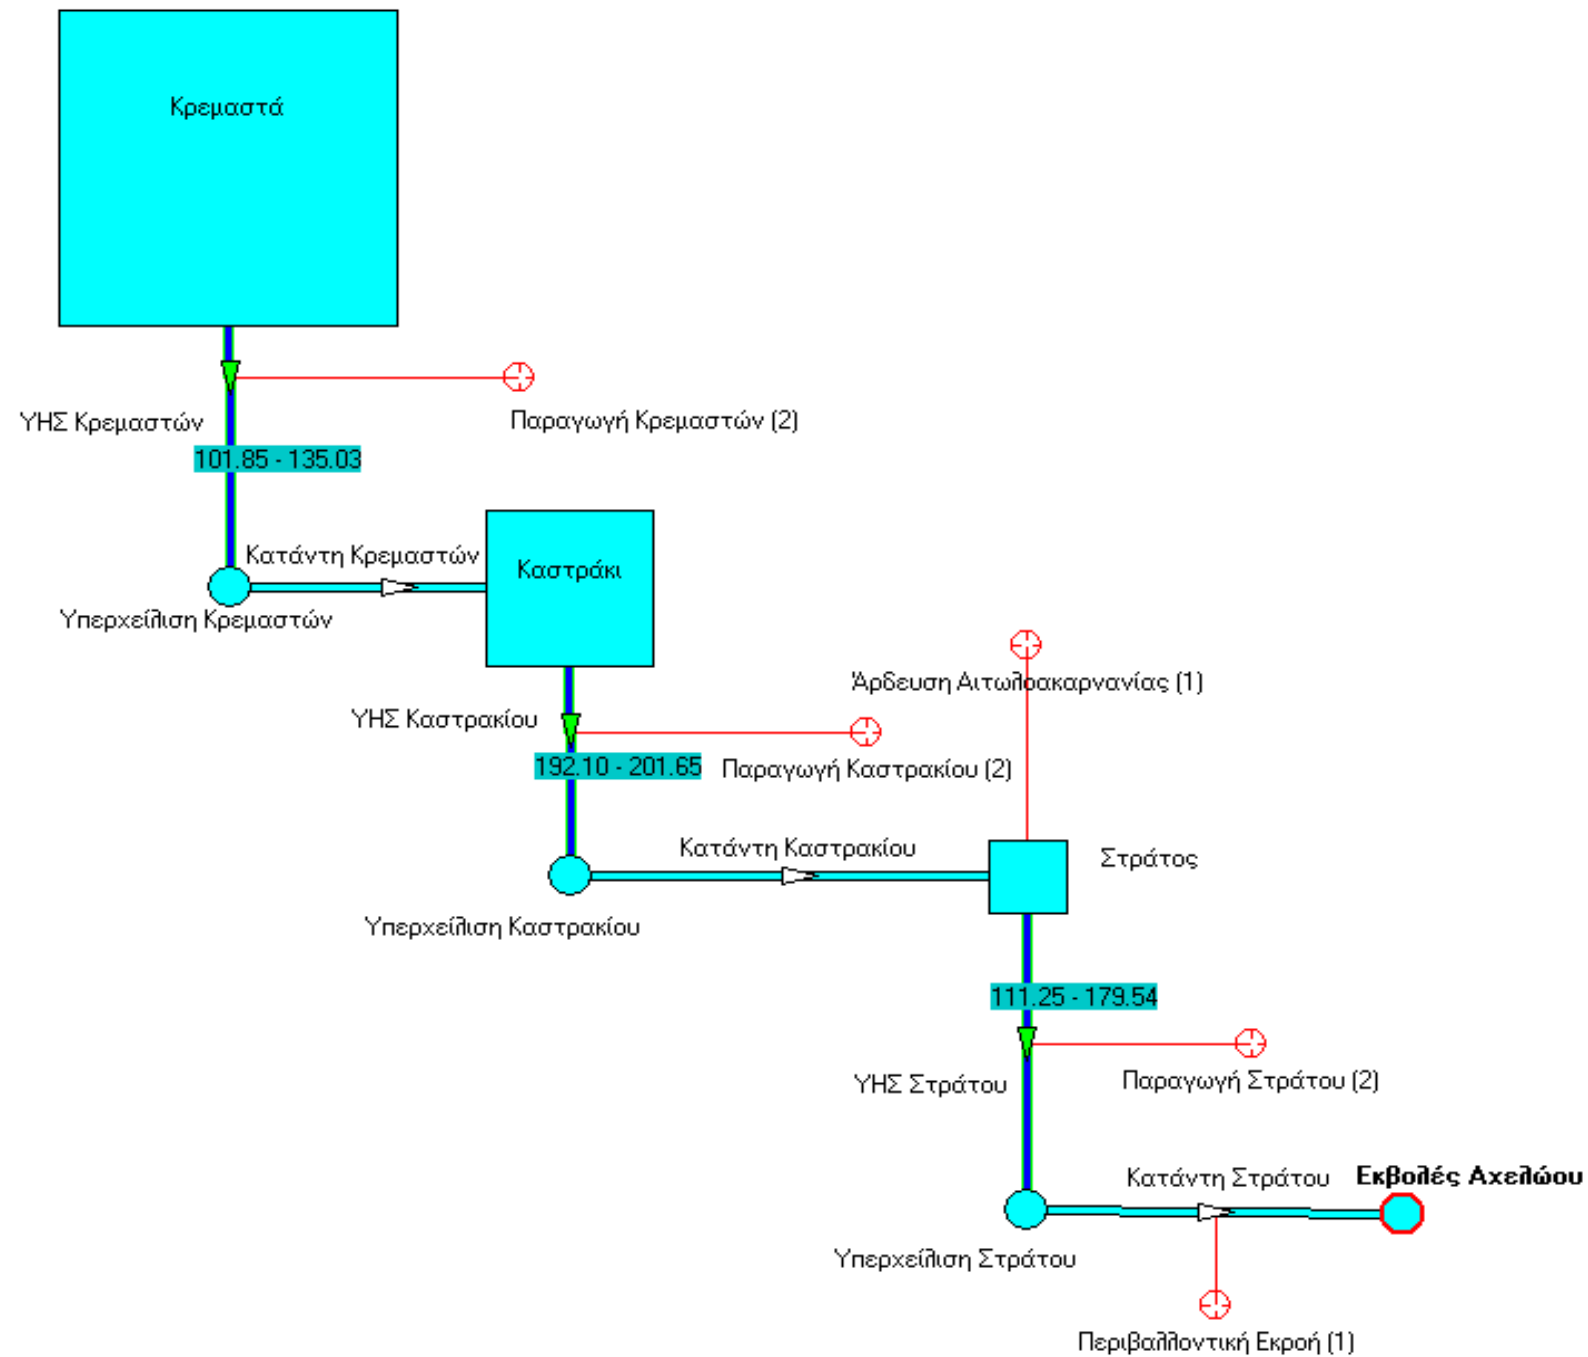 Κρεμαστά
ΥΗΣ Κρεμαστών
Παραγωγή Κρεμαστών (2)
101.85 - 135.03
Κατάντη Κρεμαστών
Καστράκι
Υπερχείλιση Κρεμαστών
Άρδευση Αιτωλοακαρνανίας (1)
ΥΗΣ Καστρακίου
192.10 - 201.65
Παραγωγή Καστρακίου (2)
Κατάντη Καστρακίου
Στράτος
Υπερχείλιση Καστρακίου
111.25 - 179.54
ΥΗΣ Στράτου
Παραγωγή Στράτου (2)
Κατάντη Στράτου
Εκβολές Αχελώου
Υπερχείλιση Στράτου
Περιβαλλοντική Εκροή (1)